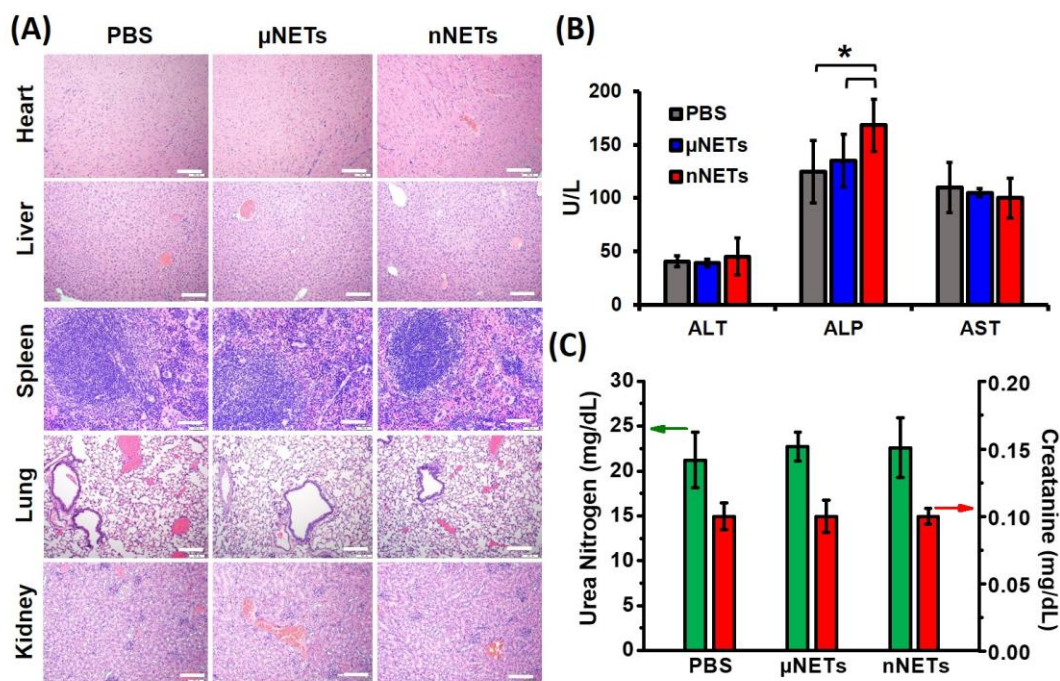 (A)
PBS µNETs nNETs
Heart
Liver
Spleen
Lung
Kidney
(B)
*
U/L
200
150
100
50
0
PBS
µNETs
nNETs
ALT ALP AST
(C)
Urea Nitrogen (mg/dL)
30
25
20
15
10
5
0
0.20
0.15
0.10
0.05
0.00
Creatanine (mg/dL)
PBS µNETs nNETs